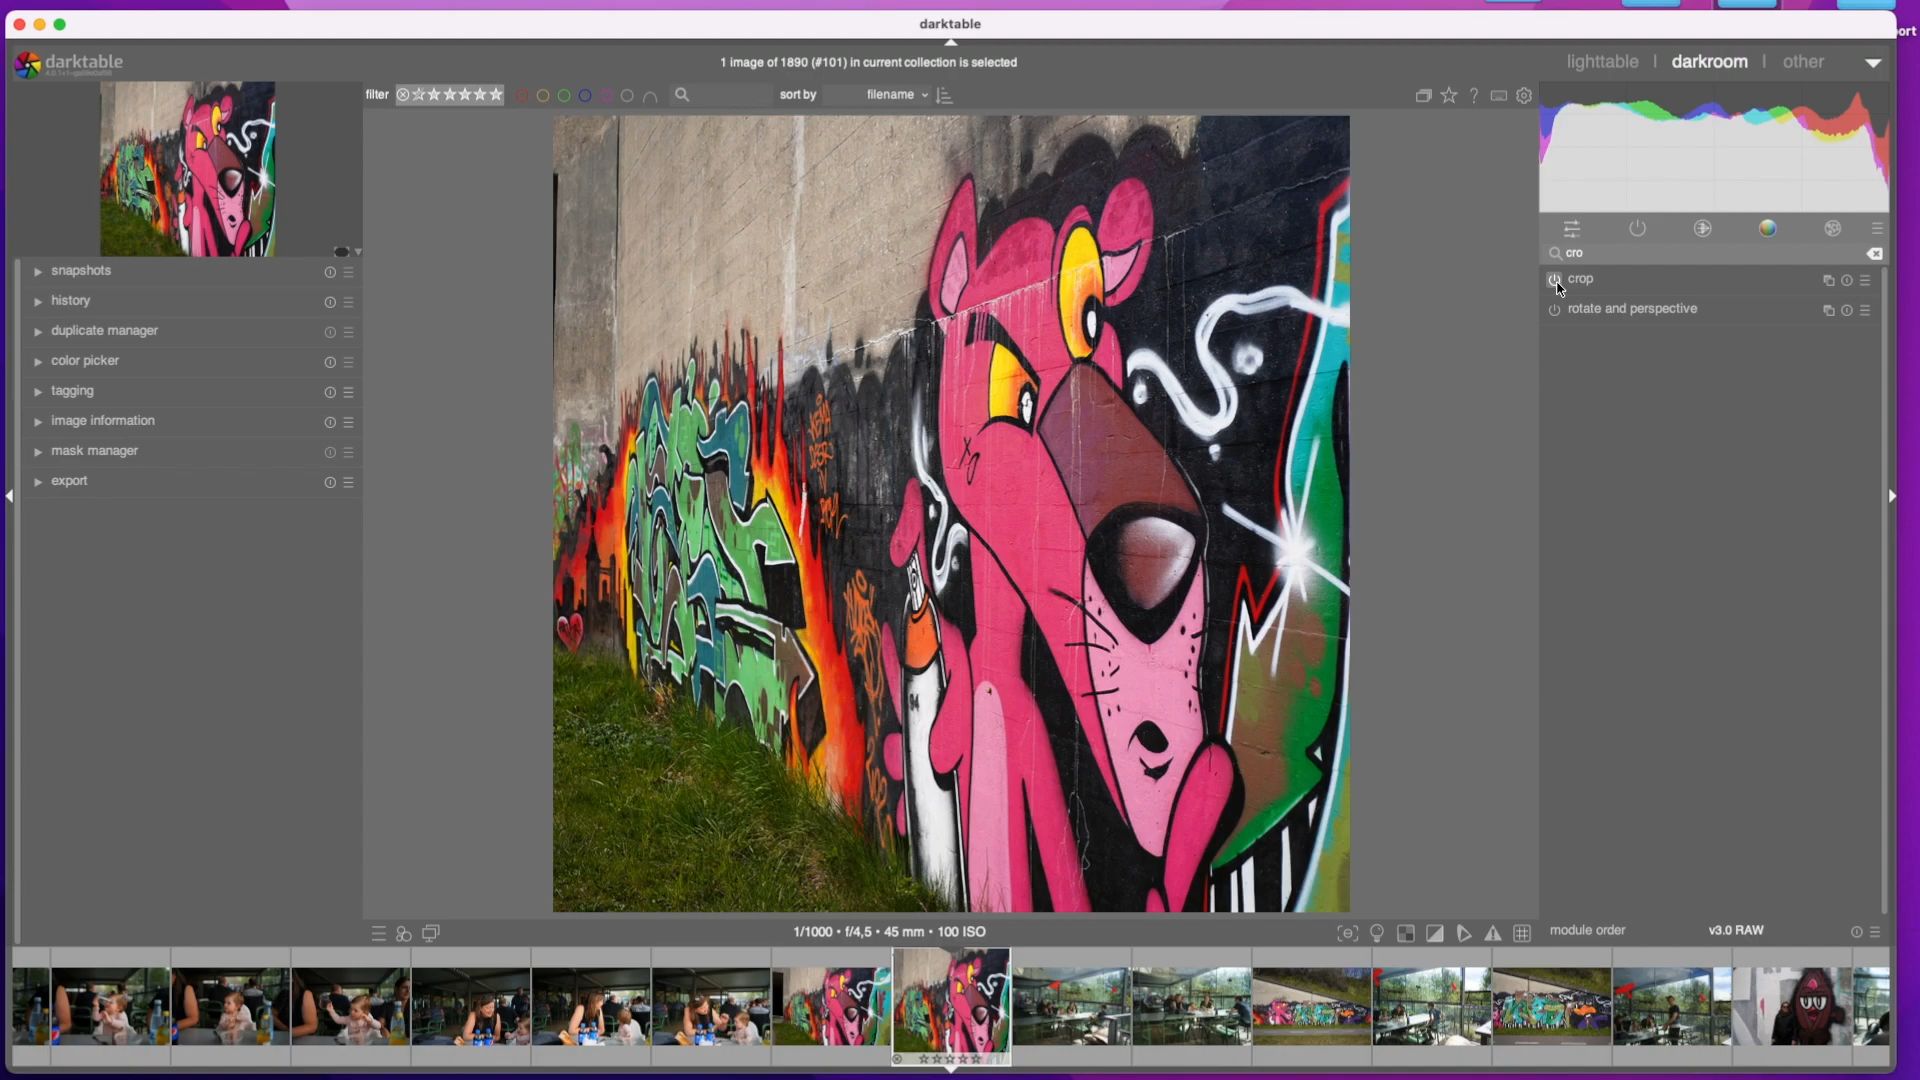 darktable
darktable
1 image of 1890 (#101) in current collection is selected
lighttable | darkroom | other
filter
sort by filename
cro
snapshots
history
duplicate manager
color picker
tagging
image information
mask manager
export
crop
rotate and perspective
94
1/1000 • f/4,5 • 45 mm • 100 ISO
module order v3.0 RAW